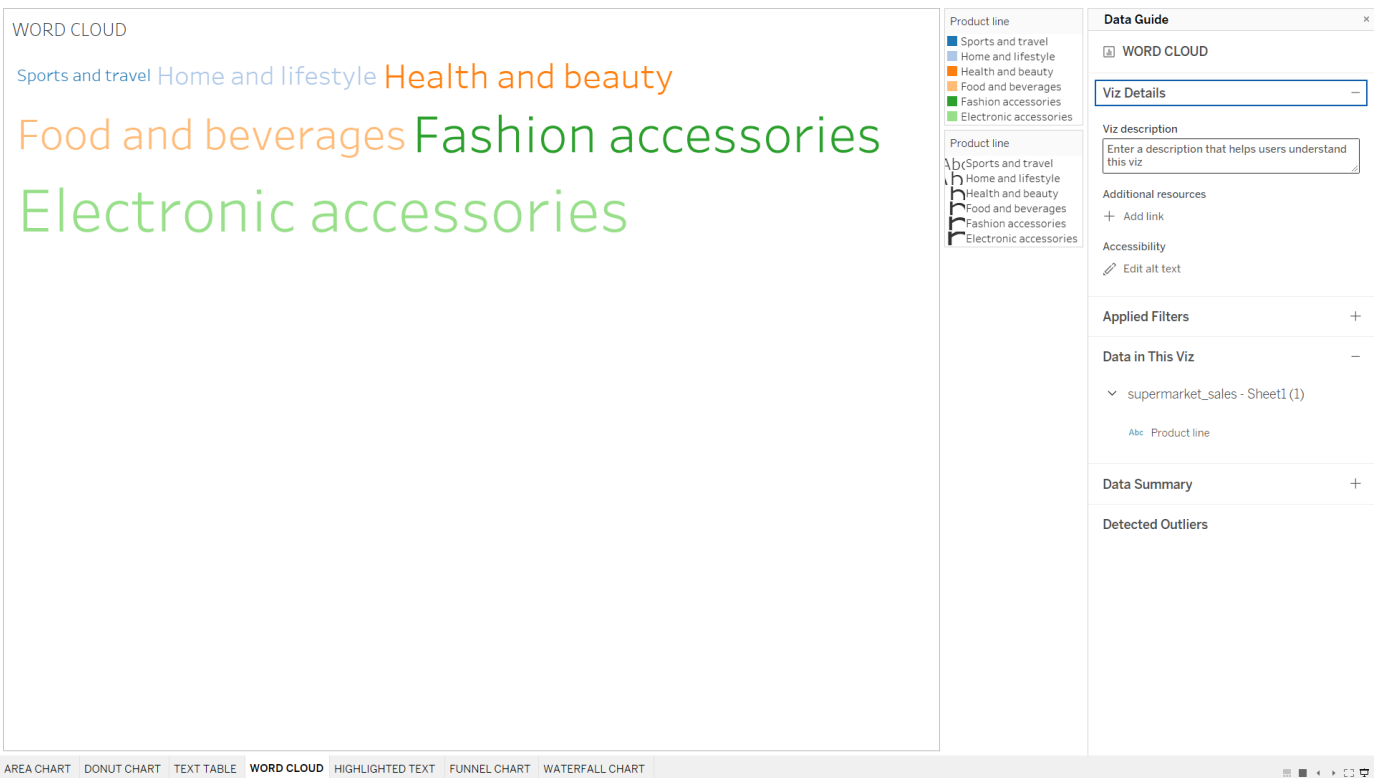 WORD CLOUD
Sports and travel Home and lifestyle Health and beauty
Food and beverages Fashion accessories
Electronic accessories
Product line
Sports and travel
Home and lifestyle
Health and beauty
Food and beverages
Fashion accessories
Electronic accessories
Product line
Sports and travel
Home and lifestyle
Health and beauty
Food and beverages
Fashion accessories
Electronic accessories
Data Guide
WORD CLOUD
Viz Details
Viz description
Enter a description that helps users understand
this viz
Additional resources
Add link
Accessibility
Edit alt text
Applied Filters
Data in This Viz
supermarket_sales - Sheet1 (1)
Abc Product line
Data Summary
Detected Outliers
AREA CHART DONUT CHART TEXT TABLE WORD CLOUD HIGHLIGHTED TEXT FUNNEL CHART WATERFALL CHART